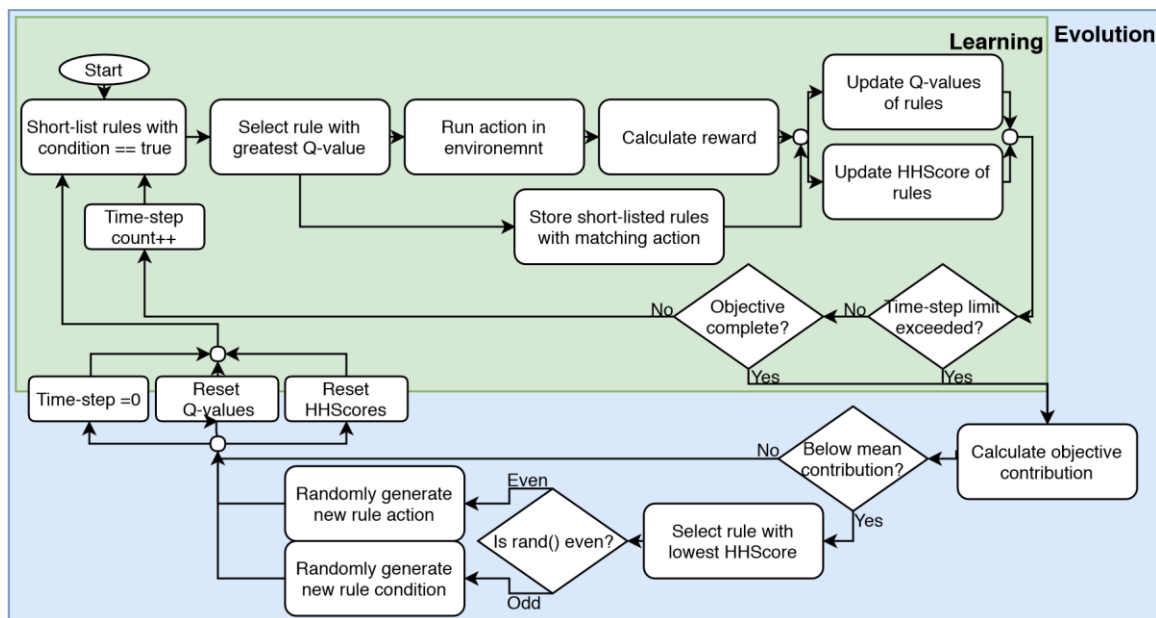 Learning
Evolution
Start
Short-list rules with
condition == true
Select rule with
greatest Q-value
Run action in
environemnt
Calculate reward
Update Q-values
of rules
Update HHScore of
rules
Time-step
count++
Store short-listed rules
with matching action
No
Objective
complete?
No
Time-step limit
exceeded?
Yes
Yes
Time-step =0
Reset
Q-values
Reset
HHScores
No
Below mean
contribution?
Calculate objective
contribution
Yes
Randomly generate
new rule action
Even
Is rand() even?
Select rule with
lowest HHScore
Randomly generate
new rule condition
Odd